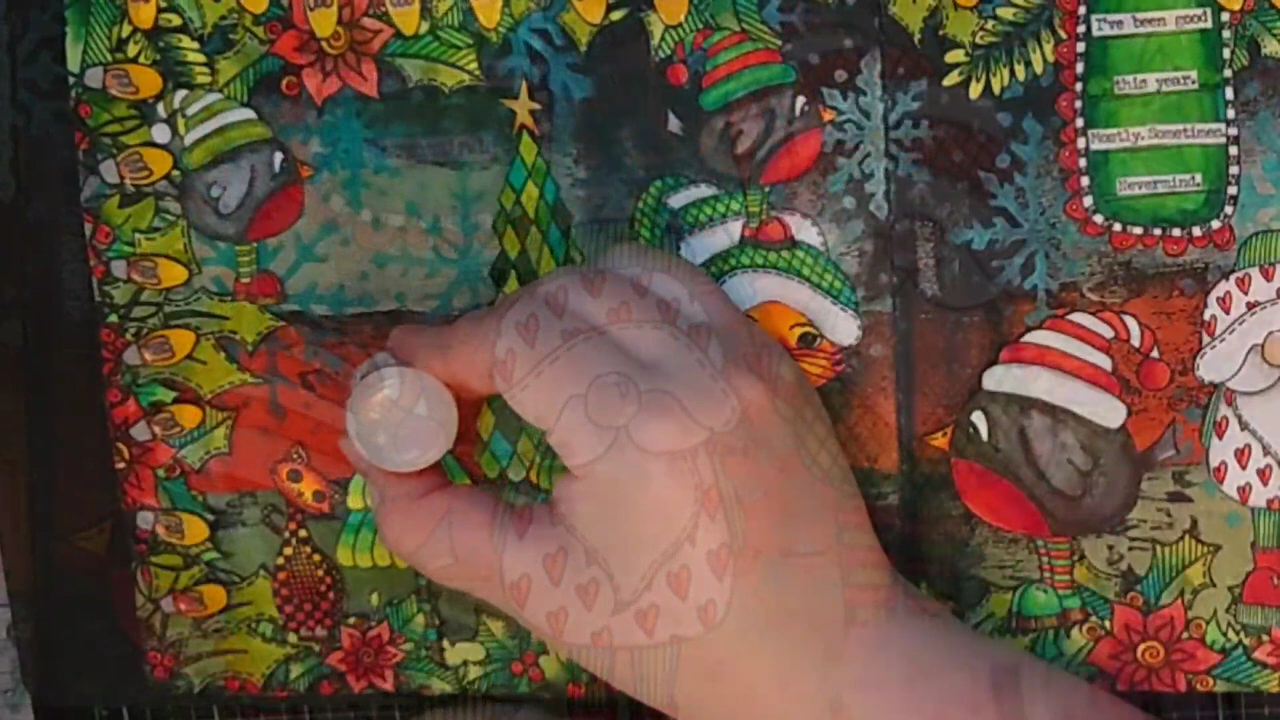 I've been good
this year.
Mostly. Sometimes.
Nevermind.